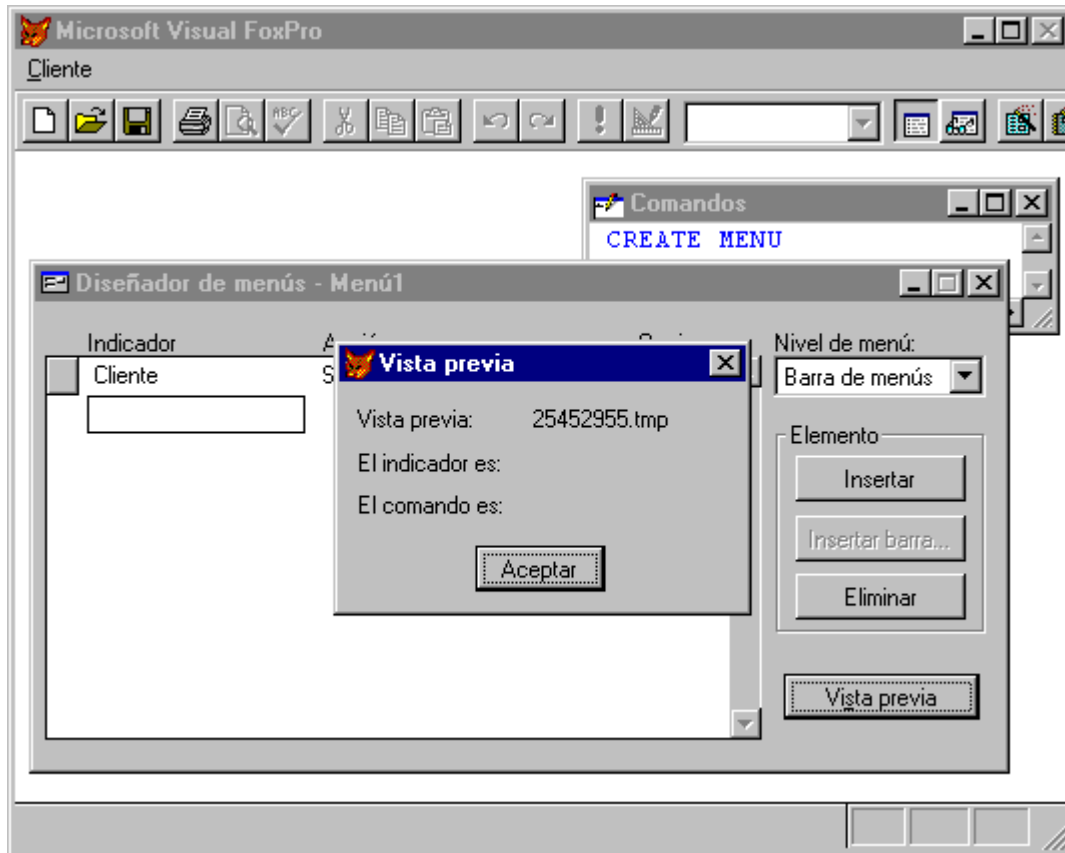 Microsoft Visual FoxPro
Cliente
ABC
Comandos
CREATE MENU
Diseñador de menús - Menú1
Indicador
Nivel de menú:
Cliente
S
Barra de menús
Vista previa
Vista previa: 25452955.tmp
El indicador es:
El comando es:
Aceptar
Elemento
Insertar
Insertar barra...
Eliminar
Vista previa